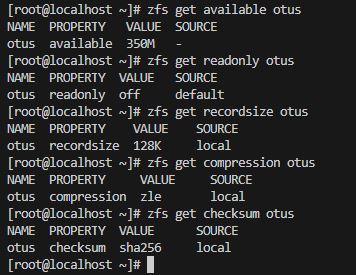 [root@localhost ~]# zfs get available otus
NAME  PROPERTY   VALUE  SOURCE
otus  available  350M   -
[root@localhost ~]# zfs get readonly otus
NAME  PROPERTY  VALUE   SOURCE
otus  readonly  off     default
[root@localhost ~]# zfs get recordsize otus
NAME  PROPERTY    VALUE    SOURCE
otus  recordsize  128K     local
[root@localhost ~]# zfs get compression otus
NAME  PROPERTY     VALUE     SOURCE
otus  compression  zle       local
[root@localhost ~]# zfs get checksum otus
NAME  PROPERTY  VALUE      SOURCE
otus  checksum  sha256     local
[root@localhost ~]#